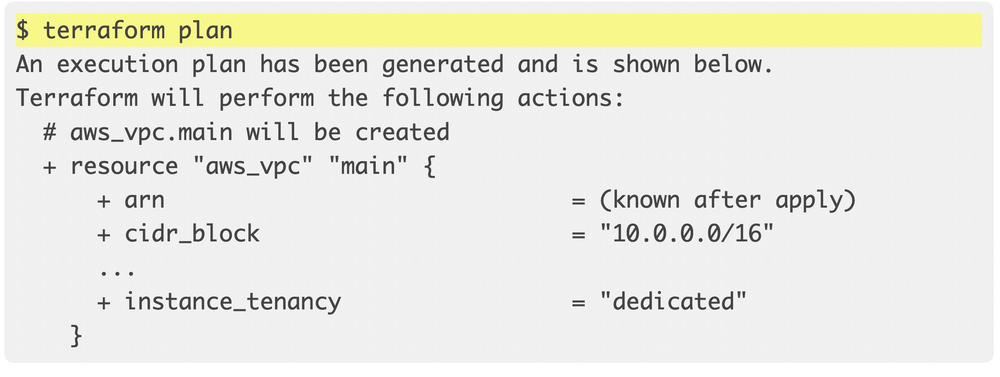 $ terraform plan
An execution plan has been generated and is shown below.
Terraform will perform the following actions:
  # aws_vpc.main will be created
  + resource "aws_vpc" "main" {
      + arn                              = (known after apply)
      + cidr_block                       = "10.0.0.0/16"
      ...
      + instance_tenancy                 = "dedicated"
    }